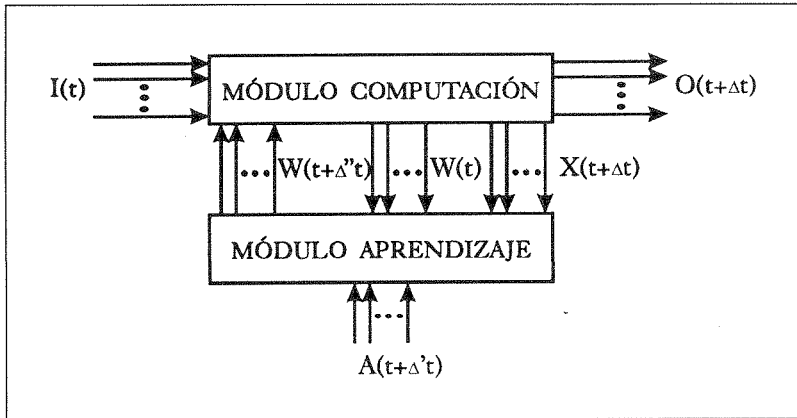 MÓDULO COMPUTACIÓN
I(t)
O(t+Δt)
W(t+Δ"t)
W(t)
X(t+Δt)
MÓDULO APRENDIZAJE
A(t+Δ't)